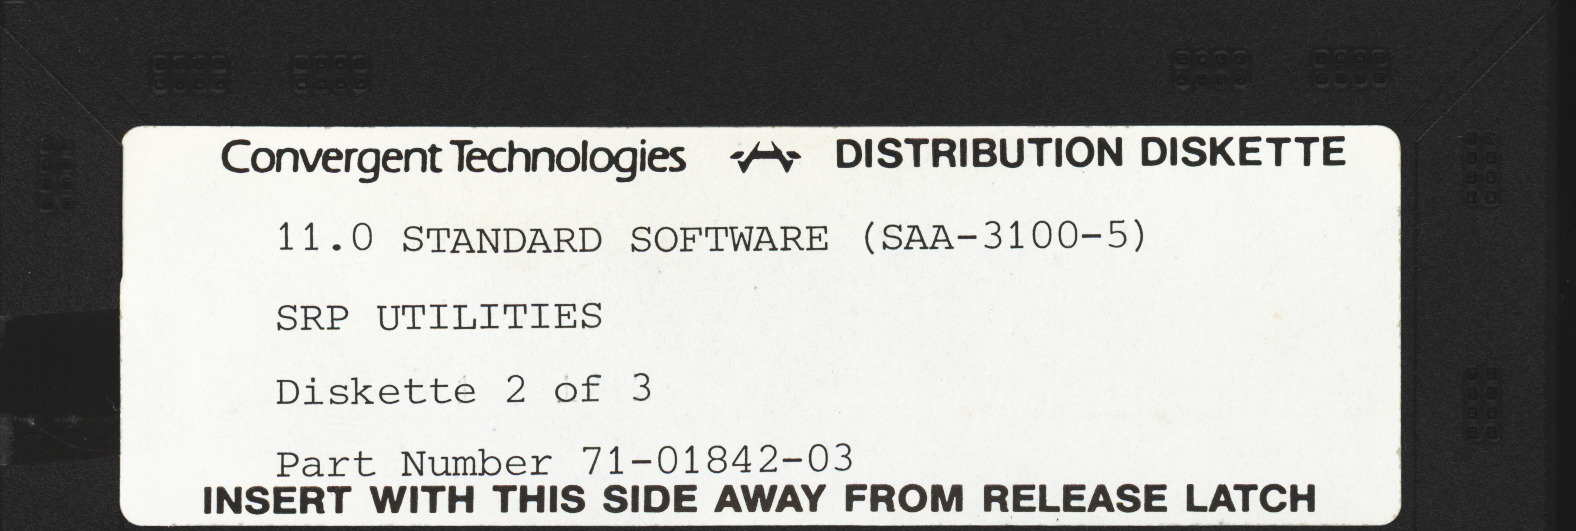 Convergent Technologies DISTRIBUTION DISKETTE
11.0 STANDARD SOFTWARE (SAA-3100-5)
SRP UTILITIES
Diskette 2 of 3
Part Number 71-01842-03
INSERT WITH THIS SIDE AWAY FROM RELEASE LATCH